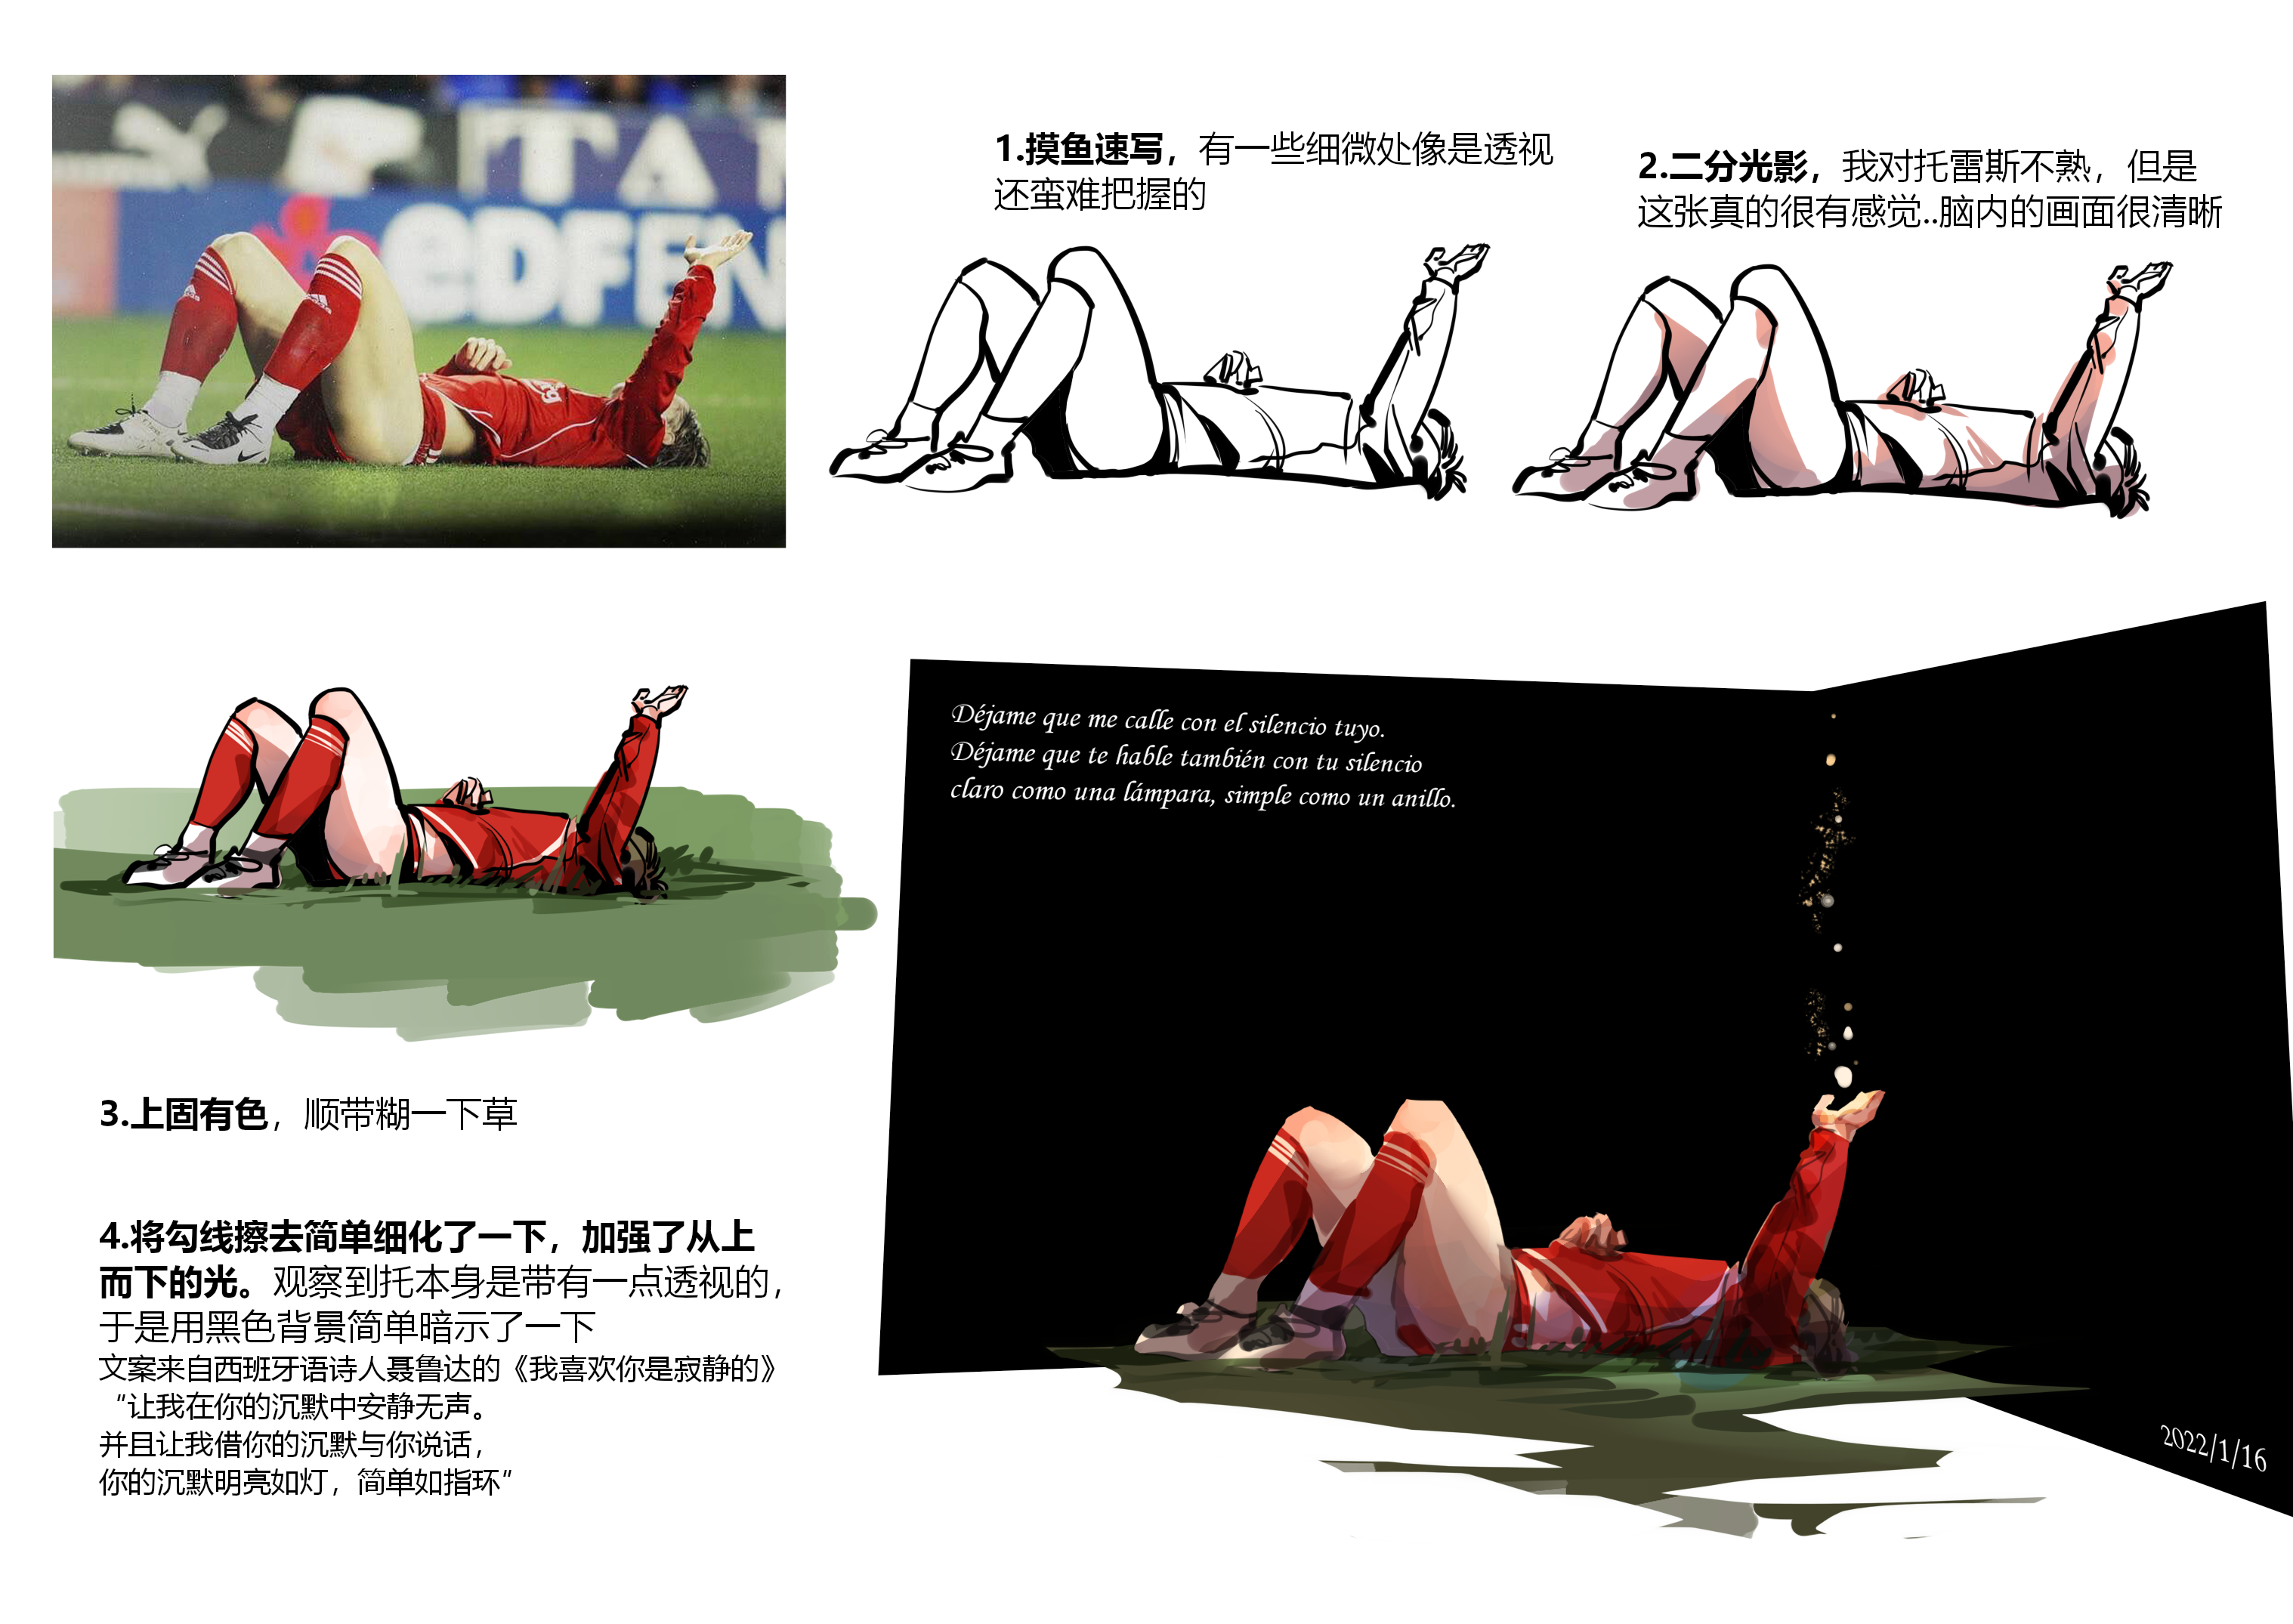 ITA
eDFEN
1.摸鱼速写，有一些细微处像是透视
还蛮难把握的
2.二分光影，我对托雷斯不熟，但是
这张真的很有感觉..脑内的画面很清晰
3.上固有色，顺带糊一下草
4.将勾线擦去简单细化了一下，加强了从上
而下的光。观察到托本身是带有一点透视的，
于是用黑色背景简单暗示了一下
文案来自西班牙语诗人聂鲁达的《我喜欢你是寂静的》
“让我在你的沉默中安静无声。
并且让我借你的沉默与你说话，
你的沉默明亮如灯，简单如指环”
Déjame que me calle con el silencio tuyo.
Déjame que te hable también con tu silencio
claro como una lámpara, simple como un anillo.
2022/1/16